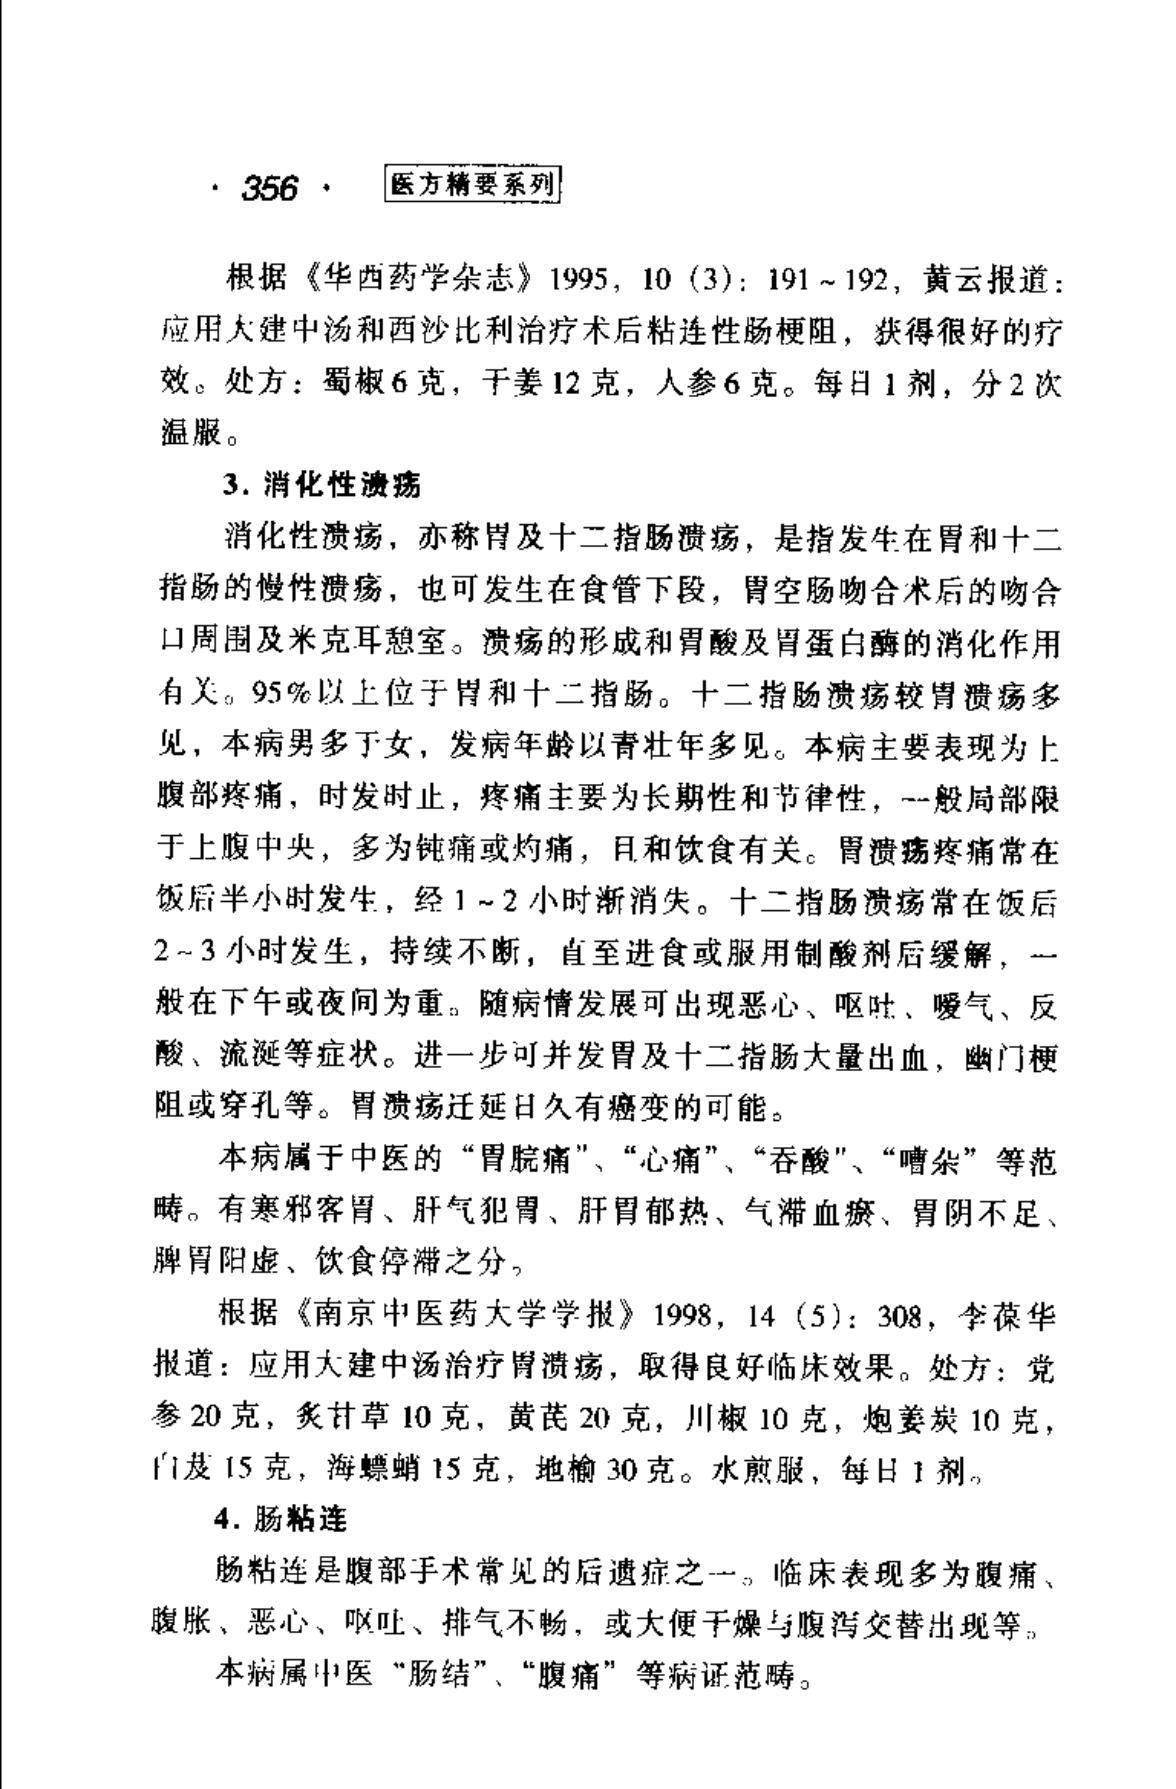 · 356 · 医方精要系列
根据《华西药学杂志》1995，10（3）：191～192，黄云报道：
应用大建中汤和西沙比利治疗术后粘连性肠梗阻，获得很好的疗
效。处方：蜀椒6克，干姜12克，人参6克。每日1剂，分2次
温服。
3. 消化性溃疡
消化性溃疡，亦称胃及十二指肠溃疡，是指发生在胃和十二
指肠的慢性溃疡，也可发生在食管下段，胃空肠吻合术后的吻合
口周围及米克耳憩室。溃疡的形成和胃酸及胃蛋白酶的消化作用
有关。95%以上位于胃和十二指肠。十二指肠溃疡较胃溃疡多
见，本病男多于女，发病年龄以青壮年多见。本病主要表现为上
腹部疼痛，时发时止，疼痛主要为长期性和节律性，一般局部限
于上腹中央，多为钝痛或灼痛，且和饮食有关。胃溃疡疼痛常在
饭后半小时发生，经1～2小时渐消失。十二指肠溃疡常在饭后
2～3小时发生，持续不断，直至进食或服用制酸剂后缓解，一
般在下午或夜间为重。随病情发展可出现恶心、呕吐、嗳气、反
酸、流涎等症状。进一步可并发胃及十二指肠大量出血，幽门梗
阻或穿孔等。胃溃疡迁延日久有癌变的可能。
本病属于中医的“胃脘痛”、“心痛”、“吞酸”、“嘈杂”等范
畴。有寒邪客胃、肝气犯胃、肝胃郁热、气滞血瘀、胃阴不足、
脾胃阳虚、饮食停滞之分。
根据《南京中医药大学学报》1998，14（5）：308，李葆华
报道：应用大建中汤治疗胃溃疡，取得良好临床效果。处方：党
参20克，炙甘草10克，黄芪20克，川椒10克，炮姜炭10克，
白芨15克，海螵蛸15克，地榆30克。水煎服，每日1剂。
4. 肠粘连
肠粘连是腹部手术常见的后遗症之一。临床表现多为腹痛、
腹胀、恶心、呕吐、排气不畅，或大便干燥与腹泻交替出现等。
本病属中医“肠结”、“腹痛”等病证范畴。